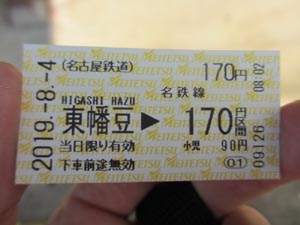 (名古屋鉄道)
170円
HIGASHI HAZU
名鉄線
東幡豆▶170円区間
当日限り有効
小児 90円
下車前途無効
01
2019.-8.-4
09126
MEITETSU